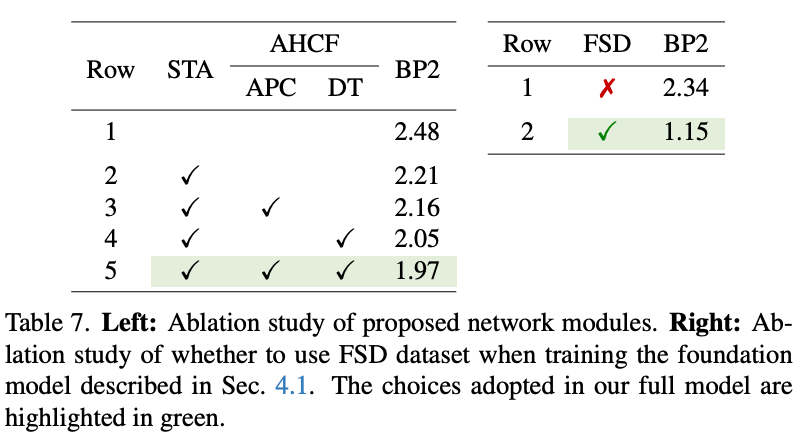 Row STA AHCF BP2
APC DT
1 2.48
2 ✓ 2.21
3 ✓ ✓ 2.16
4 ✓ ✓ 2.05
5 ✓ ✓ ✓ 1.97
Row FSD BP2
1 ✗ 2.34
2 ✓ 1.15
Table 7. Left: Ablation study of proposed network modules. Right: Ab-
lation study of whether to use FSD dataset when training the foundation
model described in Sec. 4.1. The choices adopted in our full model are
highlighted in green.